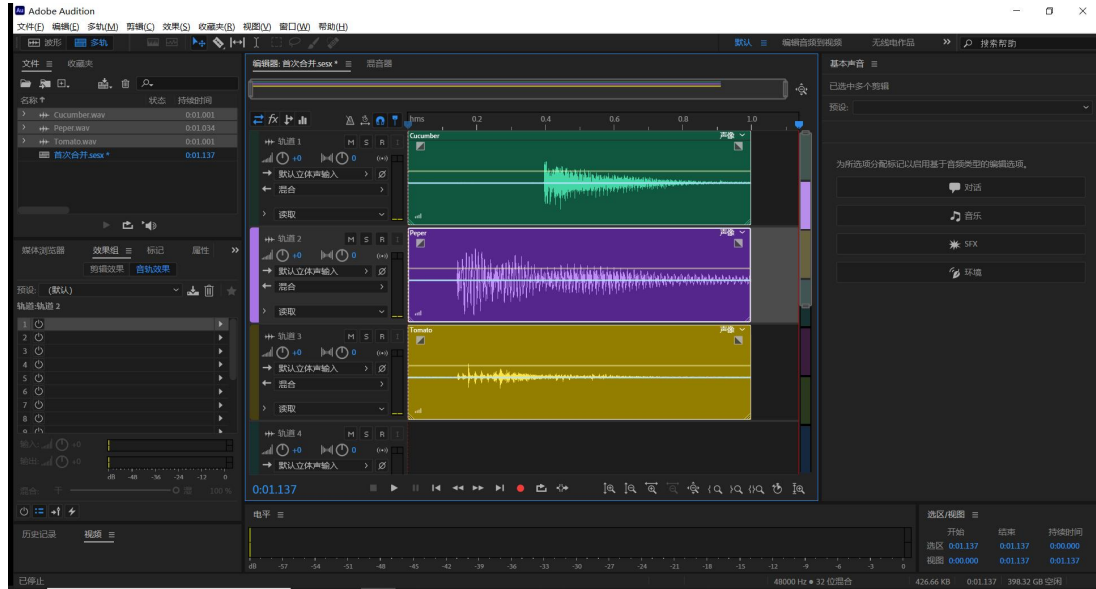 Adobe Audition
文件(F) 编辑(E) 多轨(M) 剪辑(C) 效果(S) 收藏夹(R) 视图(V) 窗口(W) 帮助(H)
波形 多轨 默认 编辑音频到视频 无线电作品 搜索帮助
文件 收藏夹
名称 状态 持续时间
Cucumber.wav 0:01.001
Peper.wav 0:01.034
Tomato.wav 0:01.001
首次合并.sesx * 0:01.137
媒体浏览器 效果组 标记 属性
剪辑效果 音轨效果
预设: (默认)
轨道:轨道 2
1
2
3
4
5
6
7
8
9
输入: +0
输出: +0
dB -48 -36 -24 -12 0
混合: 干 湿 100 %
历史记录 视频
已停止
编辑器: 首次合并.sesx * 混音器
fx hms 0.2 0.4 0.6 0.8 1.0
轨道 1 M S R I
+0 0
默认立体声输入
混合
读取
Cucumber 声像
轨道 2 M S R I
+0 0
默认立体声输入
混合
读取
Peper 声像
轨道 3 M S R I
+0 0
默认立体声输入
混合
读取
Tomato 声像
轨道 4 M S R I
+0 0
默认立体声输入
0:01.137
电平
dB -57 -54 -51 -48 -45 -42 -39 -36 -33 -30 -27 -24 -21 -18 -15 -12 -9 -6 -3 0
基本声音
已选中多个剪辑
预设:
为所选项分配标记以启用基于音频类型的编辑选项。
对话
音乐
SFX
环境
选区/视图
开始 结束 持续时间
选区 0:01.137 0:01.137 0:00.000
视图 0:00.000 0:01.137 0:01.137
48000 Hz ● 32 位混合 426.66 KB 0:01.137 398.32 GB 空闲